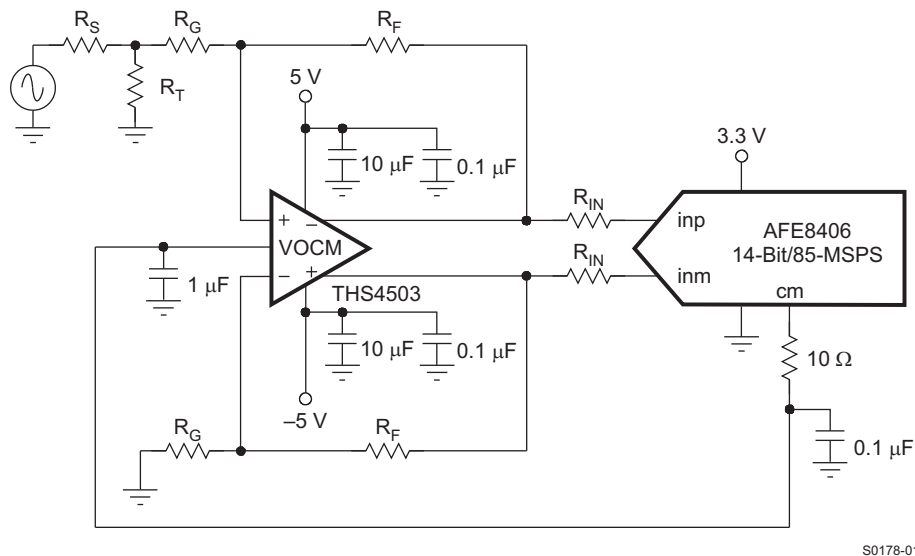 R_S
R_G
R_F
R_T
5 V
10 μF
0.1 μF
3.3 V
R_IN
inp
AFE8406
14-Bit/85-MSPS
+
−
VOCM
R_IN
inm
cm
1 μF
−
+
THS4503
10 μF
0.1 μF
10 Ω
–5 V
R_G
R_F
0.1 μF
S0178-01